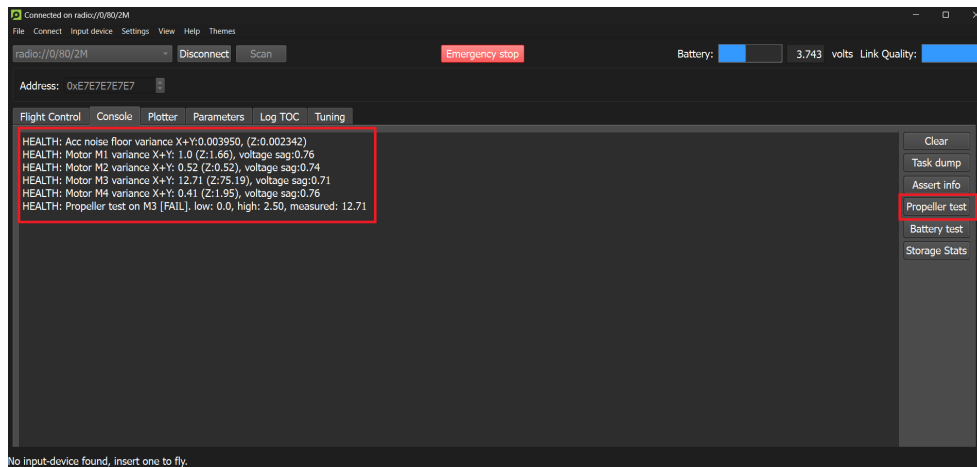 Connected on radio://0/80/2M
File Connect Input device Settings View Help Themes
radio://0/80/2M Disconnect Scan Emergency stop Battery: 3.743 volts Link Quality:
Address: 0xE7E7E7E7E7
Flight Control Console Plotter Parameters Log TOC Tuning
HEALTH: Acc noise floor variance X+Y:0.003950, (Z:0.002342)
HEALTH: Motor M1 variance X+Y: 1.0 (Z:1.66), voltage sag:0.76
HEALTH: Motor M2 variance X+Y: 0.52 (Z:0.52), voltage sag:0.74
HEALTH: Motor M3 variance X+Y: 12.71 (Z:75.19), voltage sag:0.71
HEALTH: Motor M4 variance X+Y: 0.41 (Z:1.95), voltage sag:0.76
HEALTH: Propeller test on M3 [FAIL]. low: 0.0, high: 2.50, measured: 12.71
Clear
Task dump
Assert info
Propeller test
Battery test
Storage Stats
No input-device found, insert one to fly.